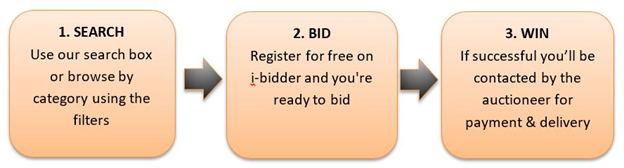 1. SEARCH
Use our search box
or browse by
category using the
filters
2. BID
Register for free on
i-bidder and you're
ready to bid
3. WIN
If successful you’ll be
contacted by the
auctioneer for
payment & delivery